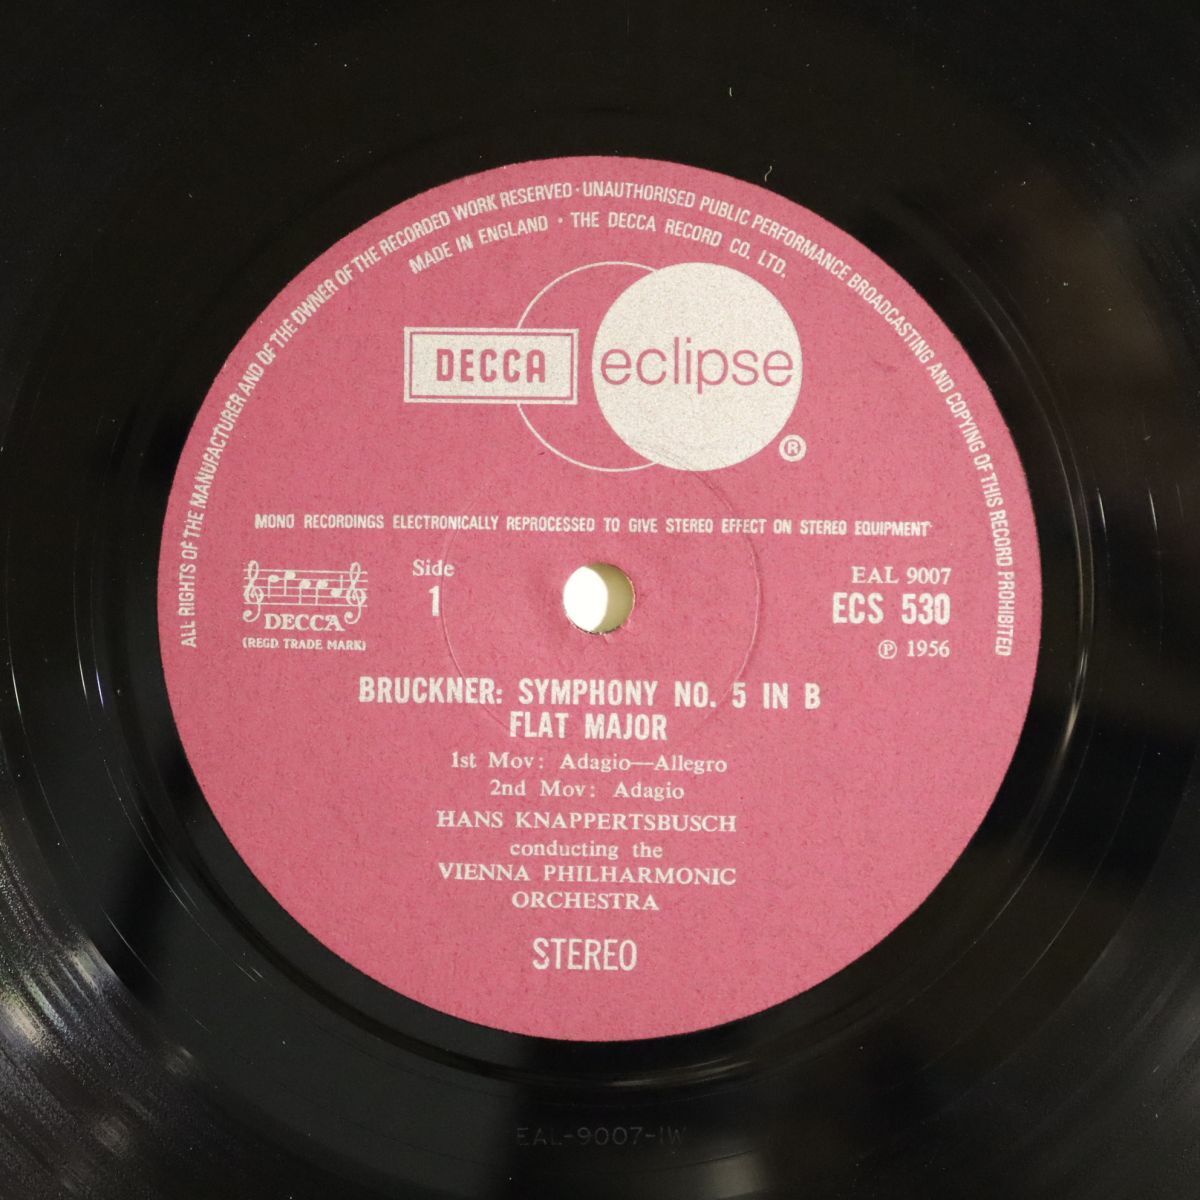 ALL RIGHTS OF THE MANUFACTURER AND OF THE OWNER OF THE RECORDED WORK RESERVED · UNAUTHORISED PUBLIC PERFORMANCE BROADCASTING AND COPYING OF THIS RECORD PROHIBITED
MADE IN ENGLAND · THE DECCA RECORD CO. LTD.
DECCA eclipse ®
MONO RECORDINGS ELECTRONICALLY REPROCESSED TO GIVE STEREO EFFECT ON STEREO EQUIPMENT
DECCA
(REGD TRADE MARK)
Side
1
EAL 9007
ECS 530
℗ 1956
BRUCKNER: SYMPHONY NO. 5 IN B
FLAT MAJOR
1st Mov: Adagio—Allegro
2nd Mov: Adagio
HANS KNAPPERTSBUSCH
conducting the
VIENNA PHILHARMONIC
ORCHESTRA
STEREO
EAL-9007-1W